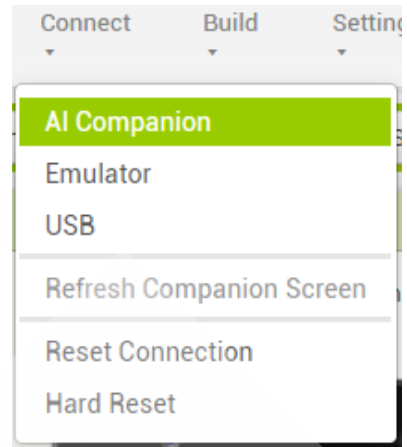 Connect Build Setting
AI Companion
Emulator
USB
Refresh Companion Screen
Reset Connection
Hard Reset